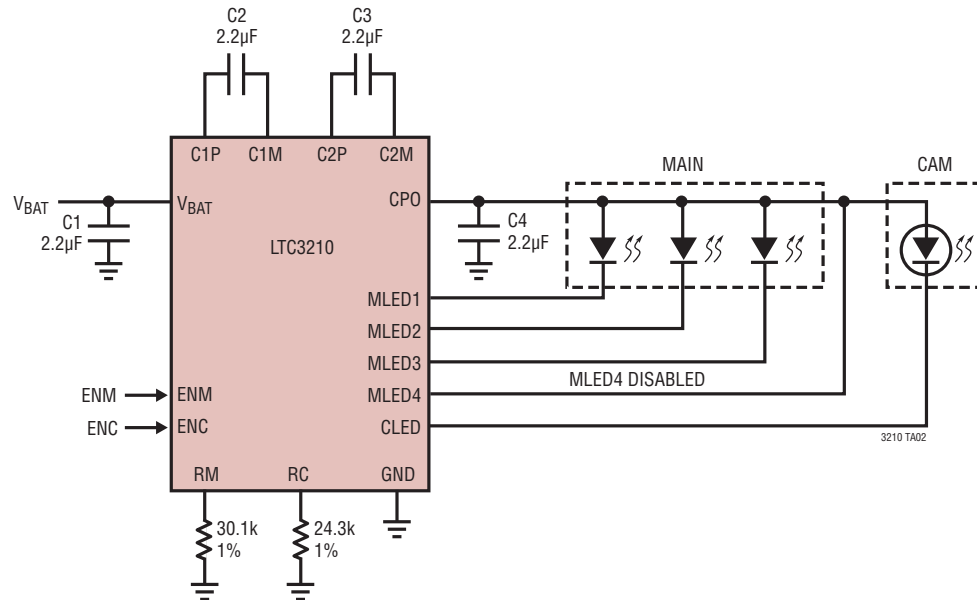 C2
2.2µF
C3
2.2µF
C1P
C1M
C2P
C2M
MAIN
CAM
VBAT
VBAT
CPO
C1
2.2µF
C4
2.2µF
LTC3210
MLED1
MLED2
MLED3
MLED4 DISABLED
MLED4
ENM
ENM
ENC
ENC
CLED
3210 TA02
RM
RC
GND
30.1k
1%
24.3k
1%